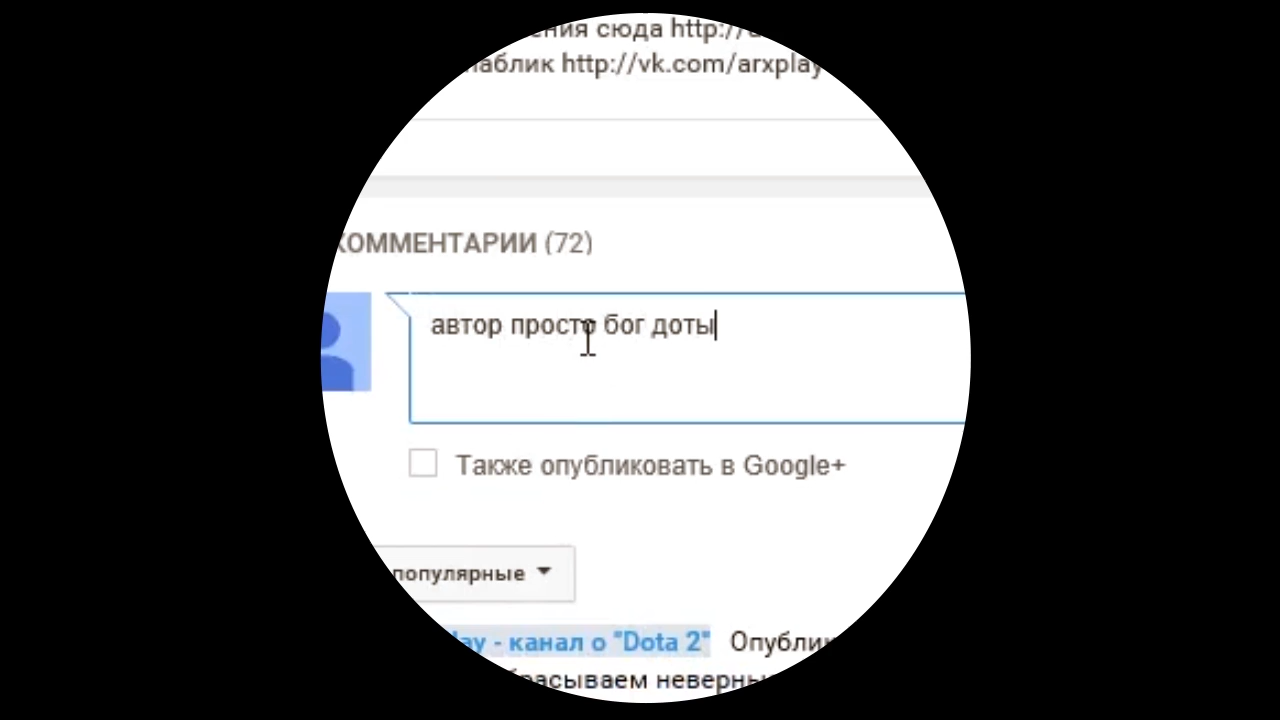 сюда http://
http://vk.com/arxplay
КОММЕНТАРИИ (72)
автор просто бог доты
Также опубликовать в Google+
популярные
- канал о "Dota 2"